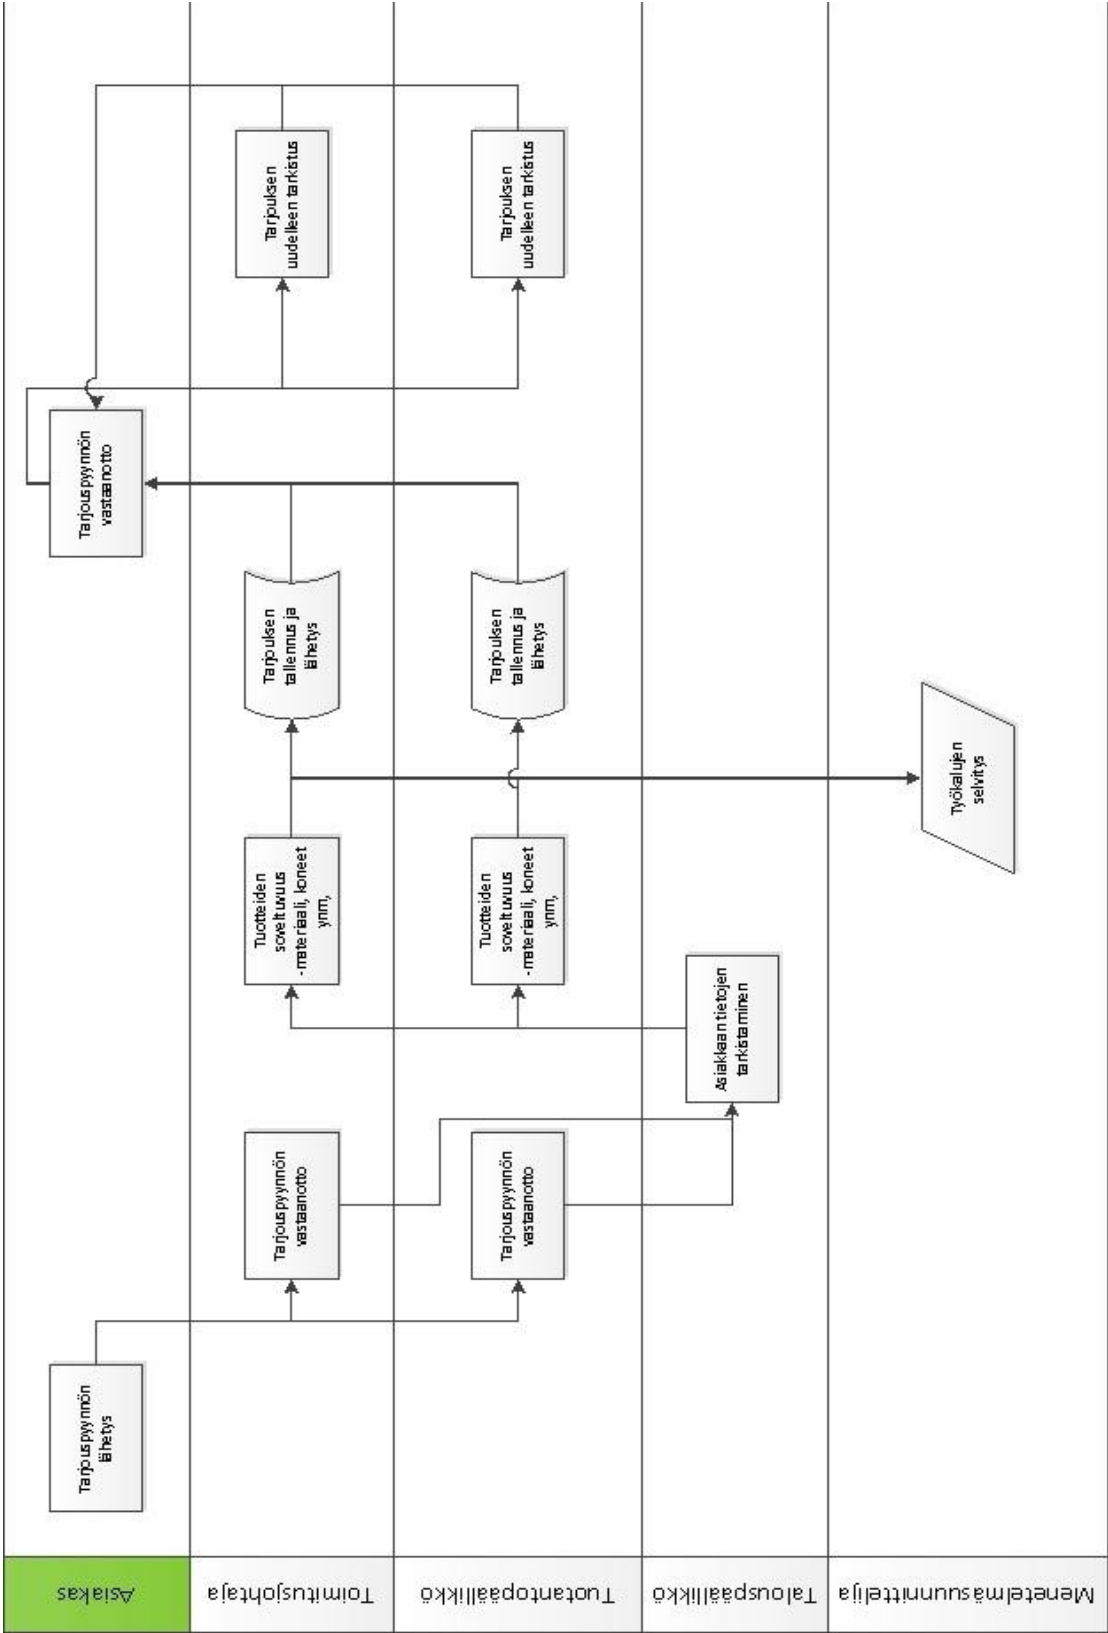 Asiakas
Tarjouspyynnön
lähetys
Tarjouspyynnön
vastaanotto
Toimitusjohtaja
Tarjouspyynnön
vastaanotto
Tuotteiden
soveltuvuus
-materiaali, koneet
ynm,
Tarjouksen
tallennus ja
lähetys
Tarjouksen
uudelleen tarkistus
Tuotantopäällikkö
Tarjouspyynnön
vastaanotto
Tuotteiden
soveltuvuus
-materiaali, koneet
ynm,
Tarjouksen
tallennus ja
lähetys
Tarjouksen
uudelleen tarkistus
Talouspäällikkö
Asiakkaan tietojen
tarkistaminen
Menetelmäsuunnittelija
Työkalujen
selvitys